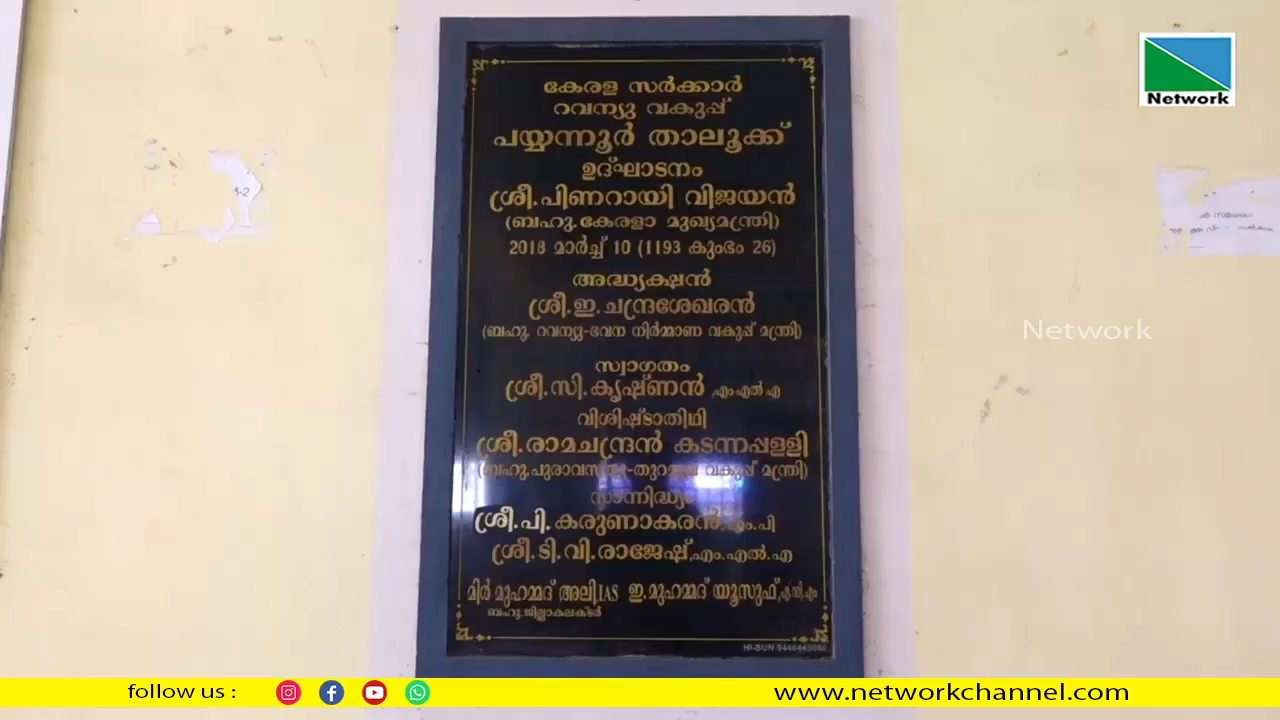 Network
കേരള സർക്കാർ
റവന്യു വകുപ്പ്
പയ്യന്നൂർ താലൂക്ക്
ഉദ്ഘാടനം
ശ്രീ.പിണറായി വിജയൻ
(ബഹു.കേരളാ മുഖ്യമന്ത്രി)
2018 മാർച്ച് 10 (1193 കുംഭം 26)
അദ്ധ്യക്ഷൻ
ശ്രീ.ഇ.ചന്ദ്രശേഖരൻ
(ബഹു. റവന്യു-ഭവന നിർമ്മാണ വകുപ്പ് മന്ത്രി)
സ്വാഗതം
ശ്രീ.സി.കൃഷ്ണൻ,എം എൽ എ
വിശിഷ്ടാതിഥി
ശ്രീ.രാമചന്ദ്രൻ കടന്നപ്പള്ളി
(ബഹു.പുരാവസ്തു-തുറമുഖ വകുപ്പ് മന്ത്രി)
സാന്നിദ്ധ്യം
ശ്രീ.പി.കരുണാകരൻ,എം.പി
ശ്രീ.ടി.വി.രാജേഷ്,എം.എൽ.എ
മിർ മുഹമ്മദ് അലി,IAS ഇ.മുഹമ്മദ് യൂസുഫ്,എ.ഡി.എം
ബഹു.ജില്ലാകലക്ടർ
HI-SUN
Network
follow us :
www.networkchannel.com